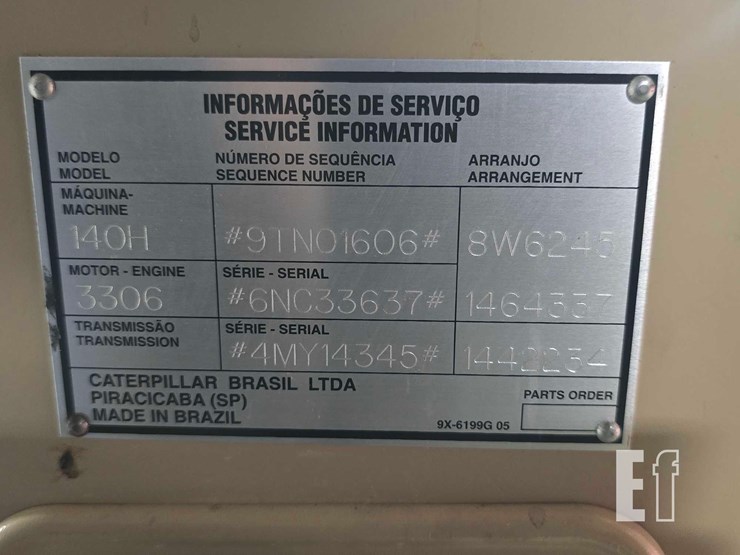 INFORMAÇÕES DE SERVIÇO
SERVICE INFORMATION
MODELO
MODEL
NÚMERO DE SEQUÊNCIA
SEQUENCE NUMBER
ARRANJO
ARRANGEMENT
MÁQUINA-
MACHINE
140H
#9TN01606#
8W6245
MOTOR - ENGINE
3306
SÉRIE - SERIAL
#6NC33637#
1464337
TRANSMISSÃO
TRANSMISSION
SÉRIE - SERIAL
#4MY14345#
1442234
CATERPILLAR BRASIL LTDA
PIRACICABA (SP)
MADE IN BRAZIL
9X-6199G 05
PARTS ORDER
Ef